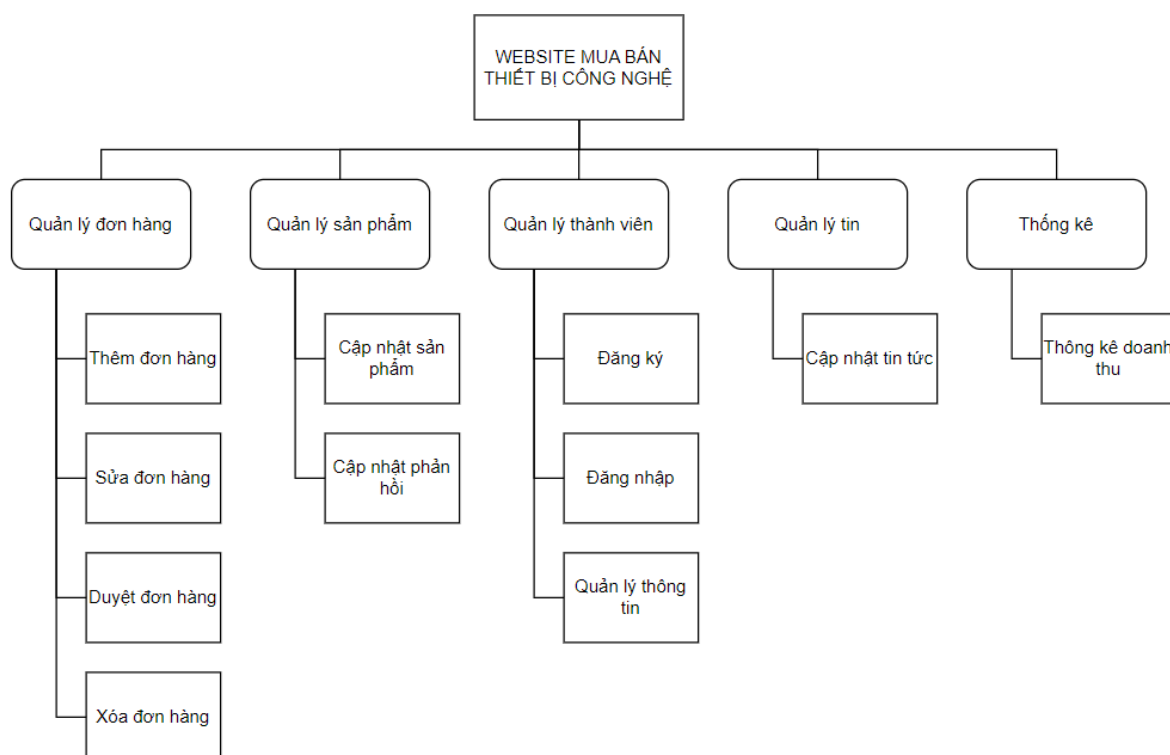 WEBSITE MUA BÁN
THIẾT BỊ CÔNG NGHỆ
Quản lý đơn hàng
Quản lý sản phẩm
Quản lý thành viên
Quản lý tin
Thống kê
Thêm đơn hàng
Cập nhật sản
phẩm
Đăng ký
Cập nhật tin tức
Thông kê doanh
thu
Sửa đơn hàng
Cập nhật phản
hồi
Đăng nhập
Duyệt đơn hàng
Quản lý thông
tin
Xóa đơn hàng